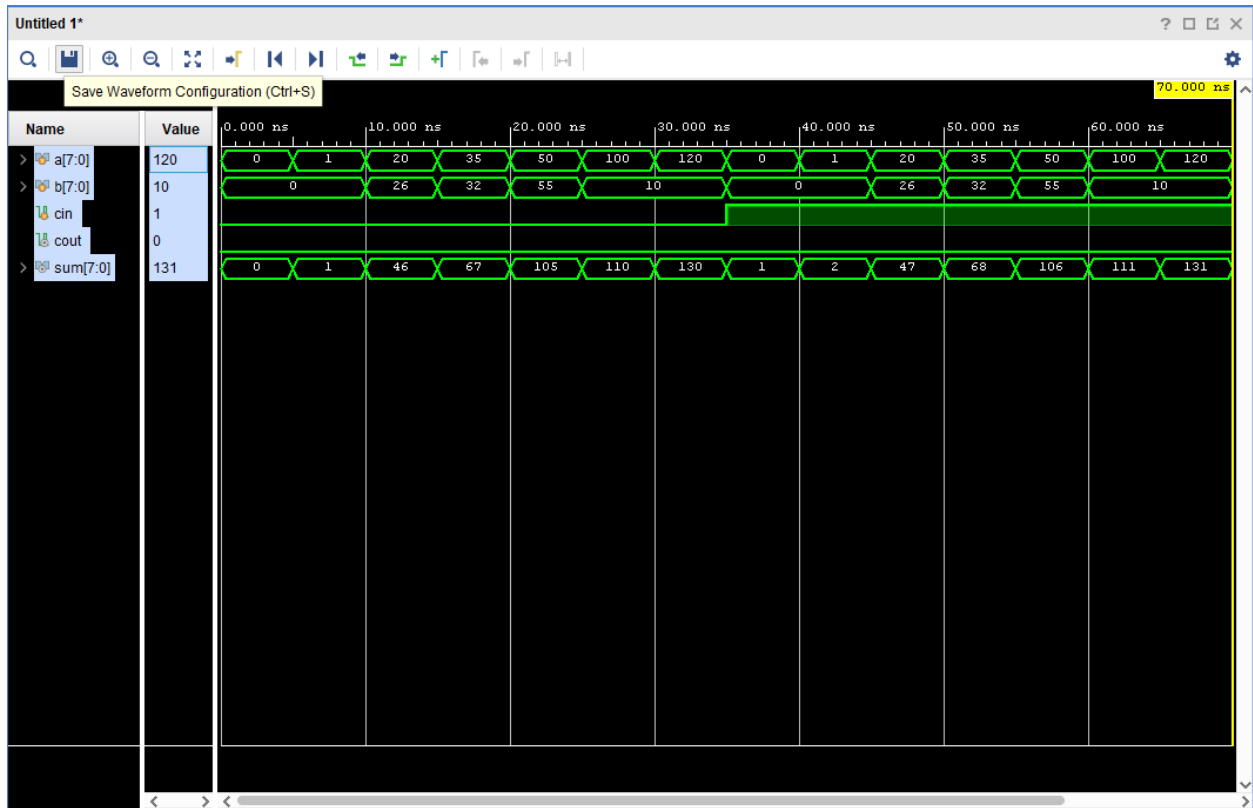 Untitled 1*
Save Waveform Configuration (Ctrl+S)
70.000 ns
Name Value 0.000 ns 10.000 ns 20.000 ns 30.000 ns 40.000 ns 50.000 ns 60.000 ns
a[7:0] 120 0 1 20 35 50 100 120 0 1 20 35 50 100 120
b[7:0] 10 0 26 32 55 10 0 26 32 55 10
cin 1
cout 0
sum[7:0] 131 0 1 46 67 105 110 130 1 2 47 68 106 111 131